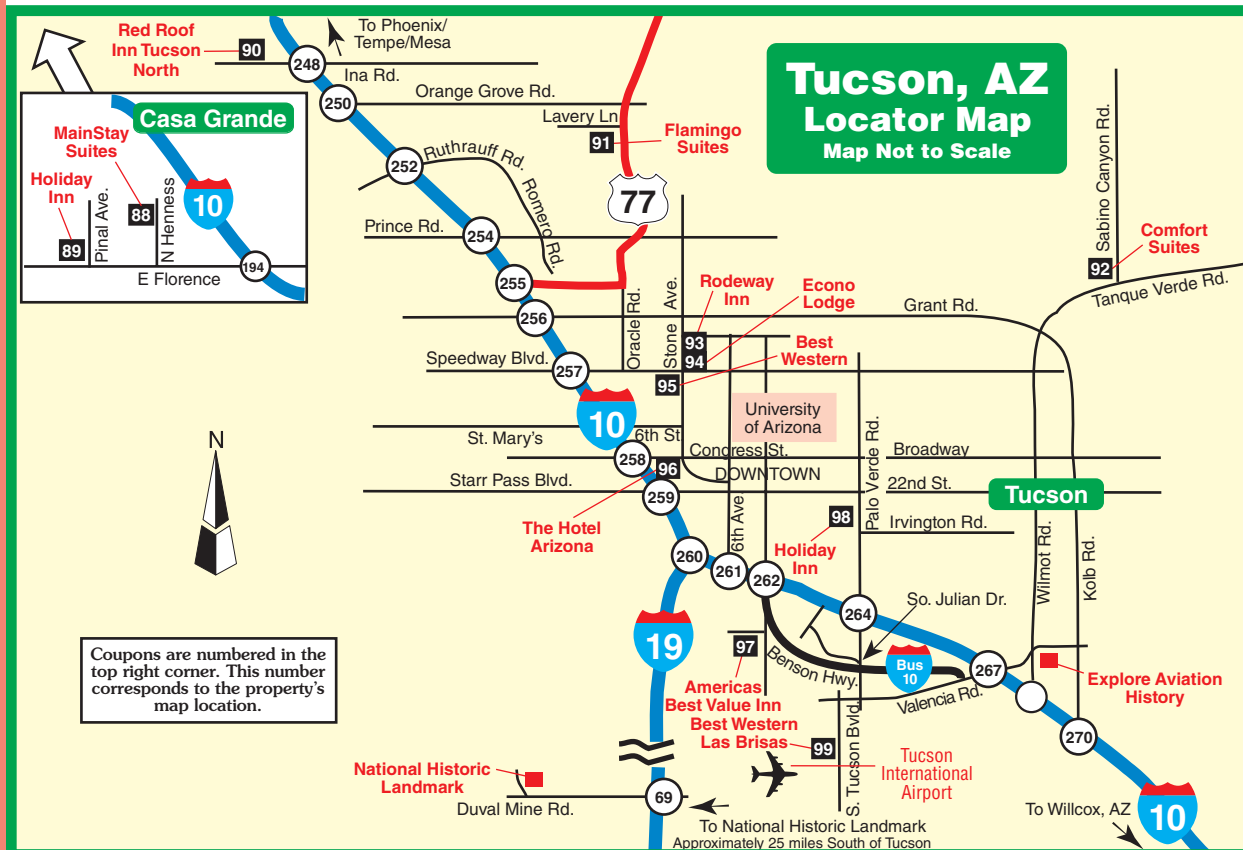 Tucson, AZ
Locator Map
Map Not to Scale
Red Roof
Inn Tucson
North
90
To Phoenix/
Tempe/Mesa
248
Ina Rd.
250
Orange Grove Rd.
Lavery Ln
91
Flamingo
Suites
Casa Grande
MainStay
Suites
Holiday
Inn
88
89
Pinal Ave.
N Henness
10
194
E Florence
252
Ruthrauff Rd.
Romero Rd.
77
Sabino Canyon Rd.
Prince Rd.
254
Comfort
Suites
92
Tanque Verde Rd.
255
Oracle Rd.
Stone Ave.
Rodeway
Inn
Econo
Lodge
256
Grant Rd.
93
94
Best
Western
95
Speedway Blvd.
257
10
University
of Arizona
St. Mary's
6th St
Congress St.
Broadway
258
96
DOWNTOWN
Palo Verde Rd.
Starr Pass Blvd.
259
22nd St.
Tucson
The Hotel
Arizona
6th Ave.
98
Irvington Rd.
Holiday
Inn
Wilmot Rd.
Kolb Rd.
N
260
261
262
264
So. Julian Dr.
19
97
Benson Hwy.
Bus
10
267
Valencia Rd.
Explore Aviation
History
Coupons are numbered in the
top right corner. This number
corresponds to the property's
map location.
Americas
Best Value Inn
Best Western
Las Brisas
99
S. Tucson Bvld.
270
Tucson
International
Airport
National Historic
Landmark
Duval Mine Rd.
69
To National Historic Landmark
Approximately 25 miles South of Tucson
To Willcox, AZ
10